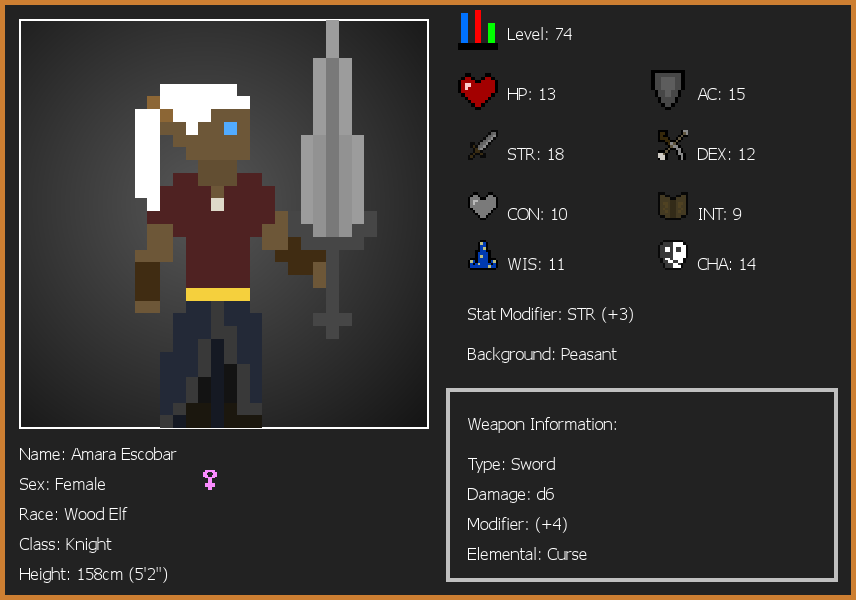 Level: 74
HP: 13
AC: 15
STR: 18
DEX: 12
CON: 10
INT: 9
WIS: 11
CHA: 14
Stat Modifier: STR (+3)
Background: Peasant
Weapon Information:
Type: Sword
Damage: d6
Modifier: (+4)
Elemental: Curse
Name: Amara Escobar
Sex: Female
Race: Wood Elf
Class: Knight
Height: 158cm (5'2")